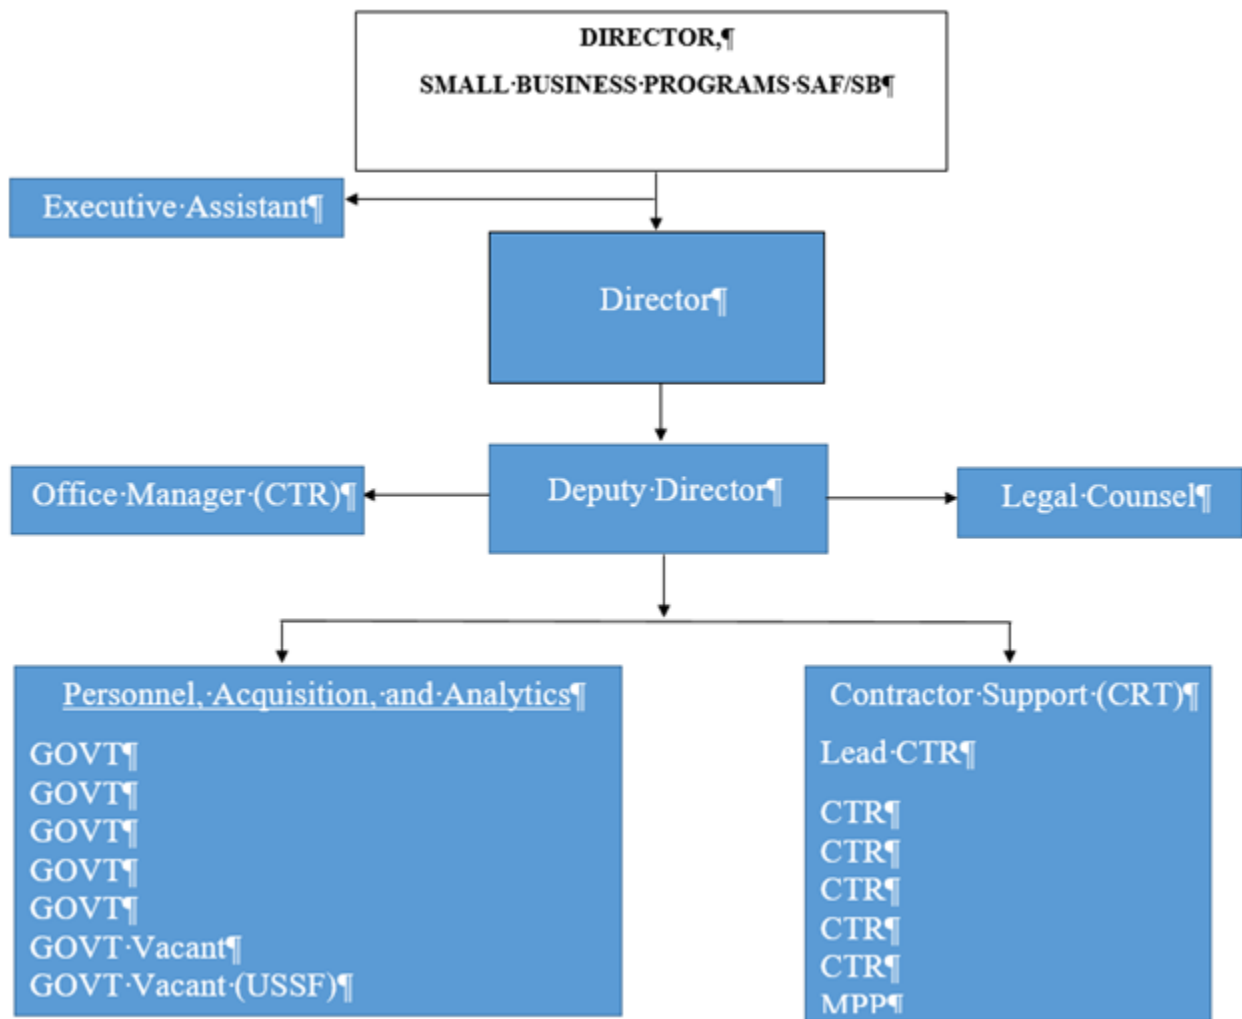 DIRECTOR,¶
SMALL·BUSINESS·PROGRAMS·SAF/SB¶
Executive·Assistant¶
Director¶
Office·Manager·(CTR)¶
Deputy·Director¶
Legal·Counsel¶
Personnel,·Acquisition,·and·Analytics¶
GOVT¶
GOVT¶
GOVT¶
GOVT¶
GOVT¶
GOVT·Vacant¶
GOVT·Vacant·(USSF)¶
Contractor·Support·(CRT)¶
Lead·CTR¶
CTR¶
CTR¶
CTR¶
CTR¶
CTR¶
MPP¶